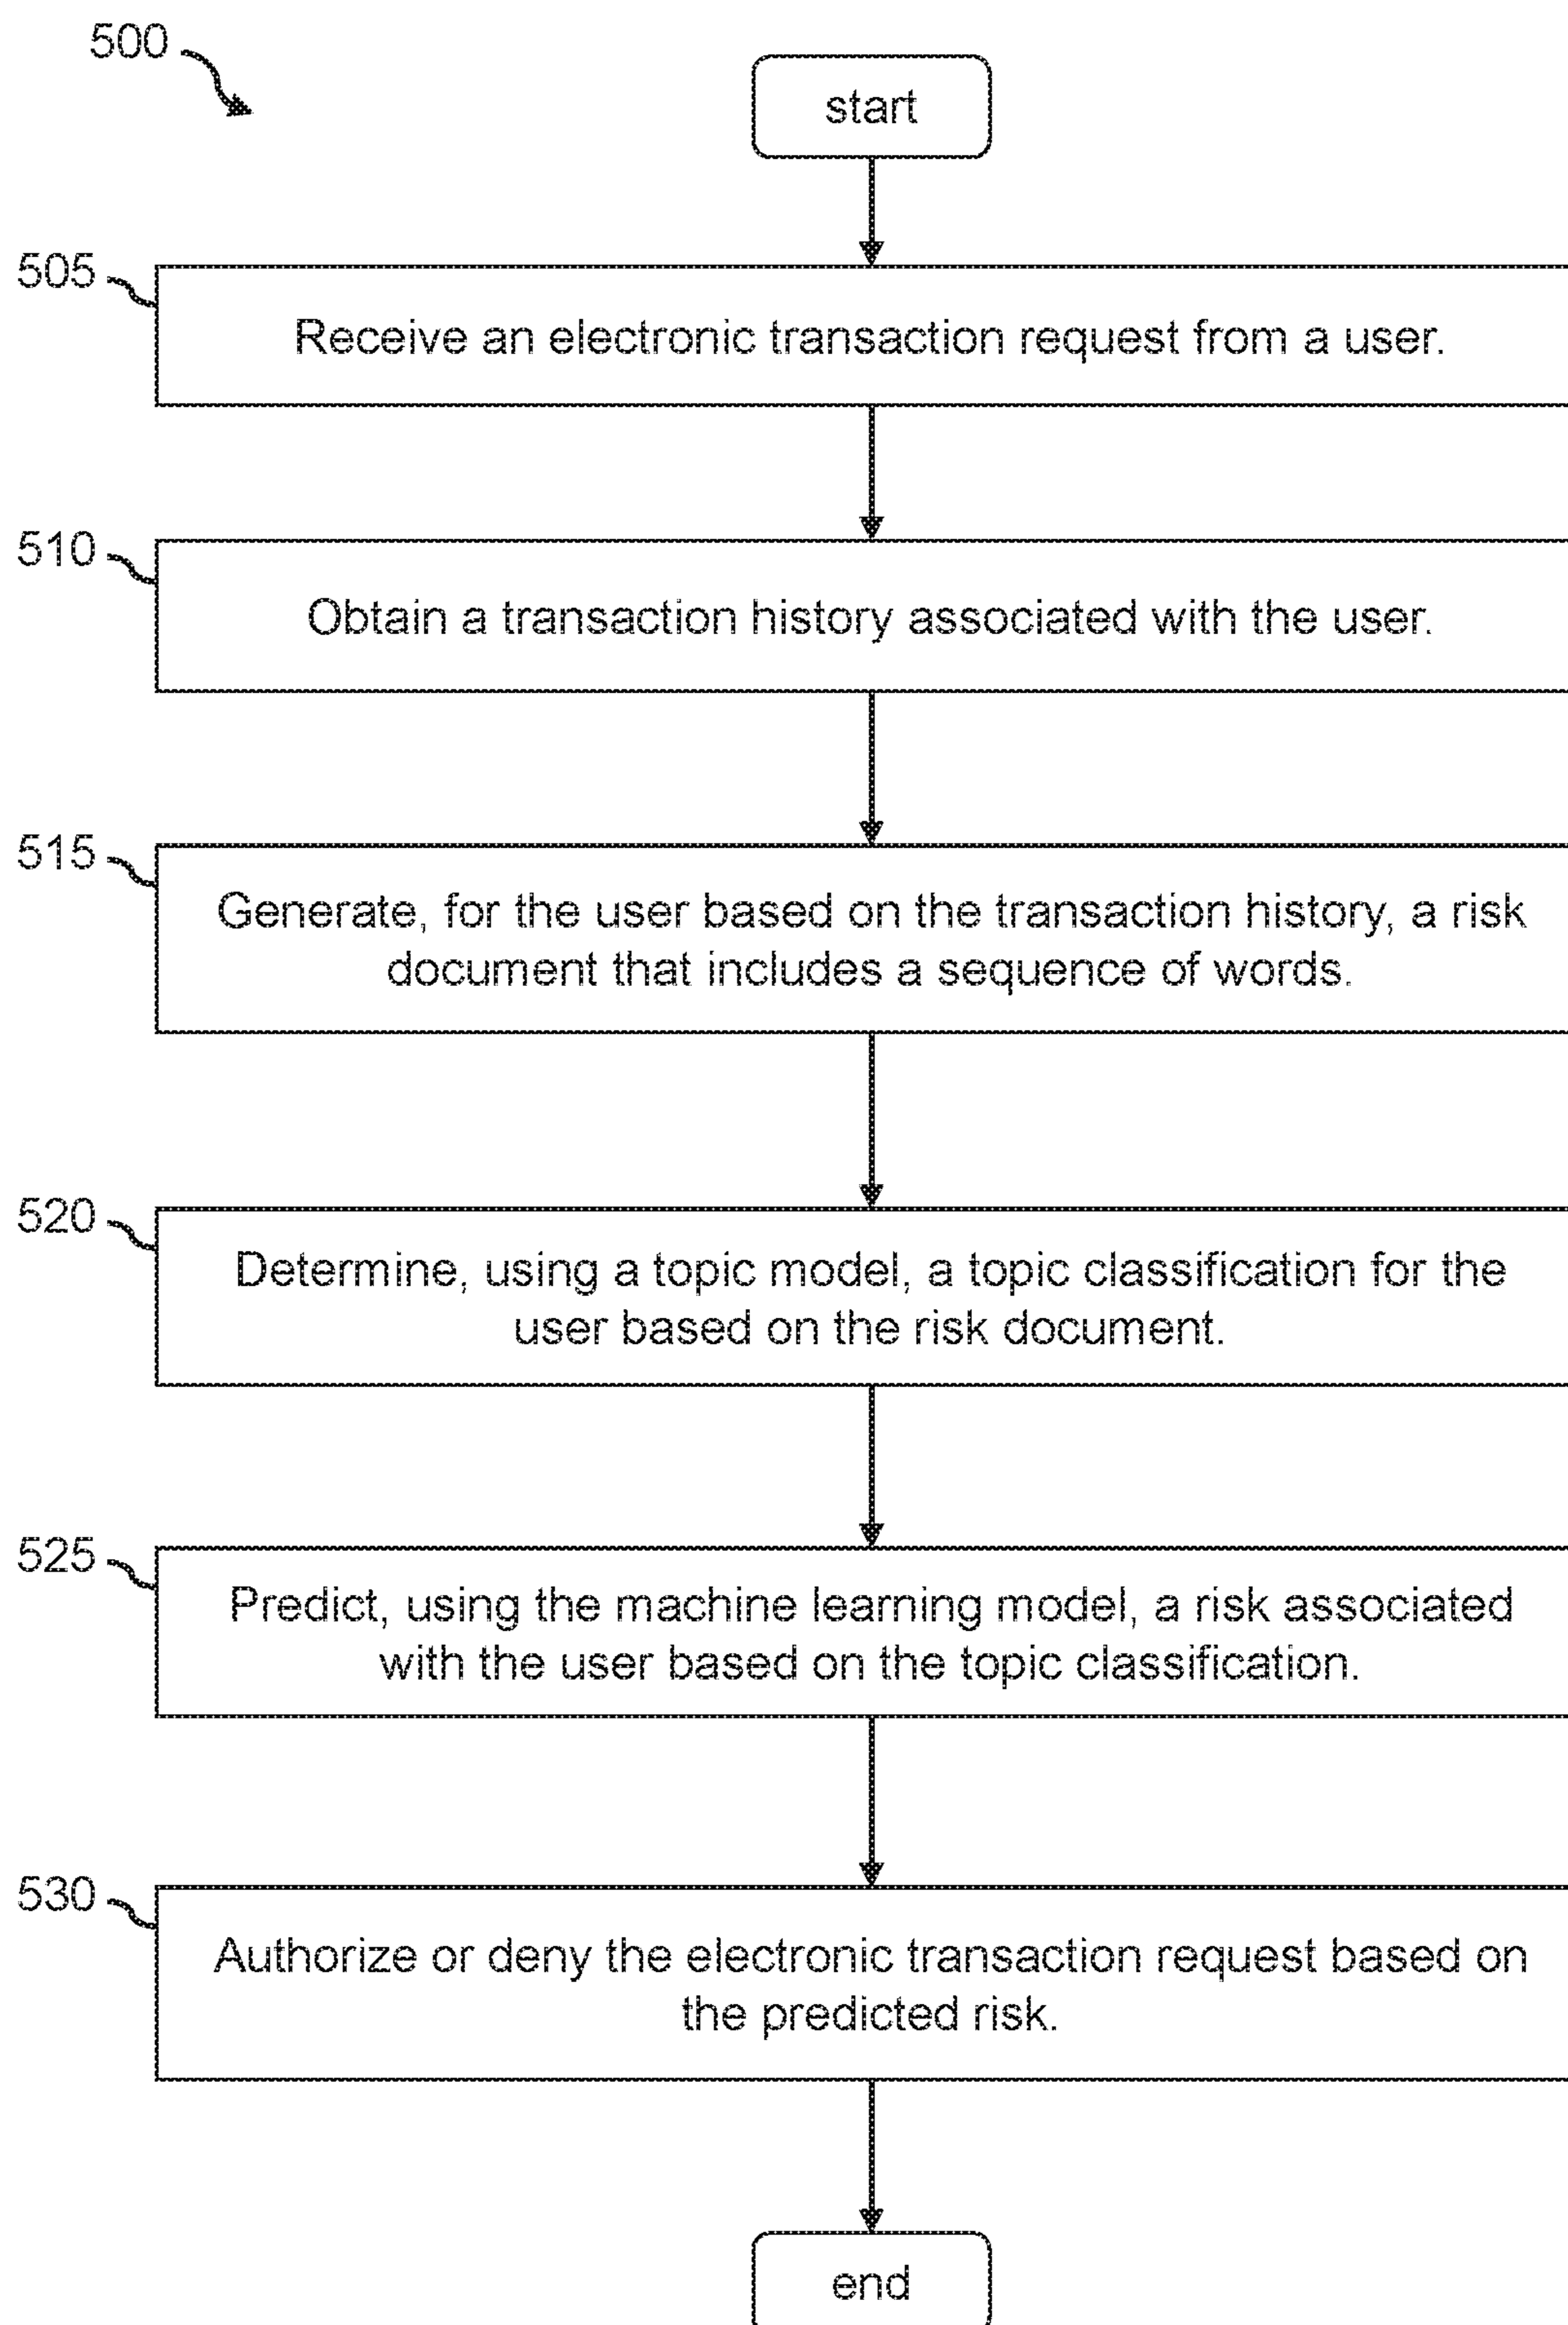 500
start
505
Receive an electronic transaction request from a user.
510
Obtain a transaction history associated with the user.
515
Generate, for the user based on the transaction history, a risk
document that includes a sequence of words.
520
Determine, using a topic model, a topic classification for the
user based on the risk document.
525
Predict, using the machine learning model, a risk associated
with the user based on the topic classification.
530
Authorize or deny the electronic transaction request based on
the predicted risk.
end